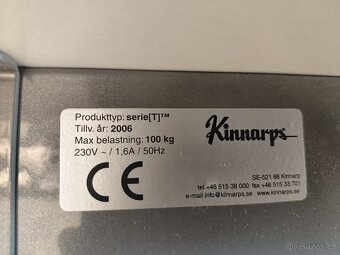 Produkttyp: serie[T]™
Tillv. år: 2006
Max belastning: 100 kg
230V ~ / 1,6A / 50Hz
CE
Kinnarps
SE-521 88 Kinnarp
tel +46 515 38 000 fax +46 515 33 701
e-mail info@kinnarps.se www.kinnarps.se